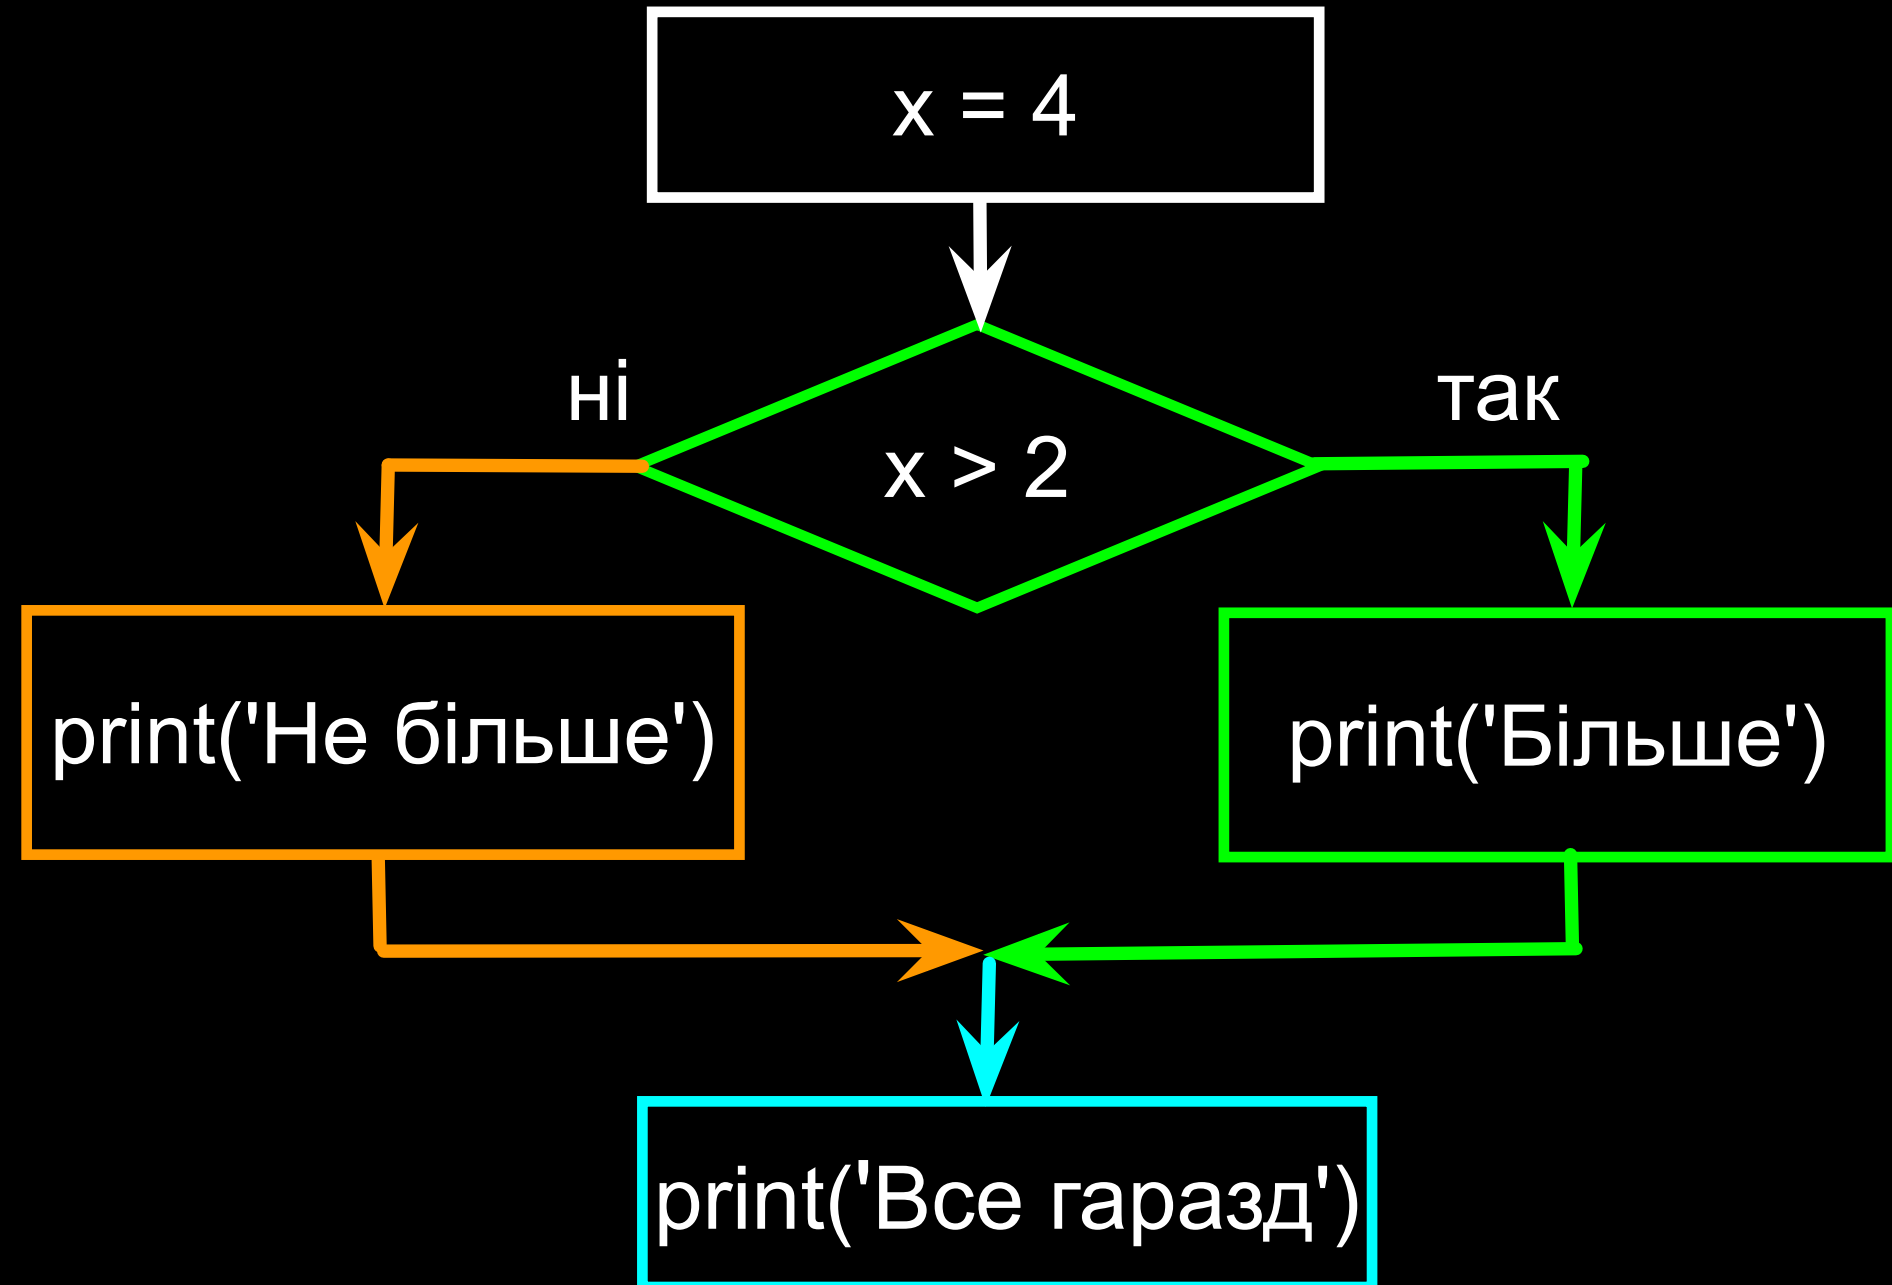 x = 4
ні
так
x > 2
print('Не більше')
print('Більше')
print('Все гаразд')